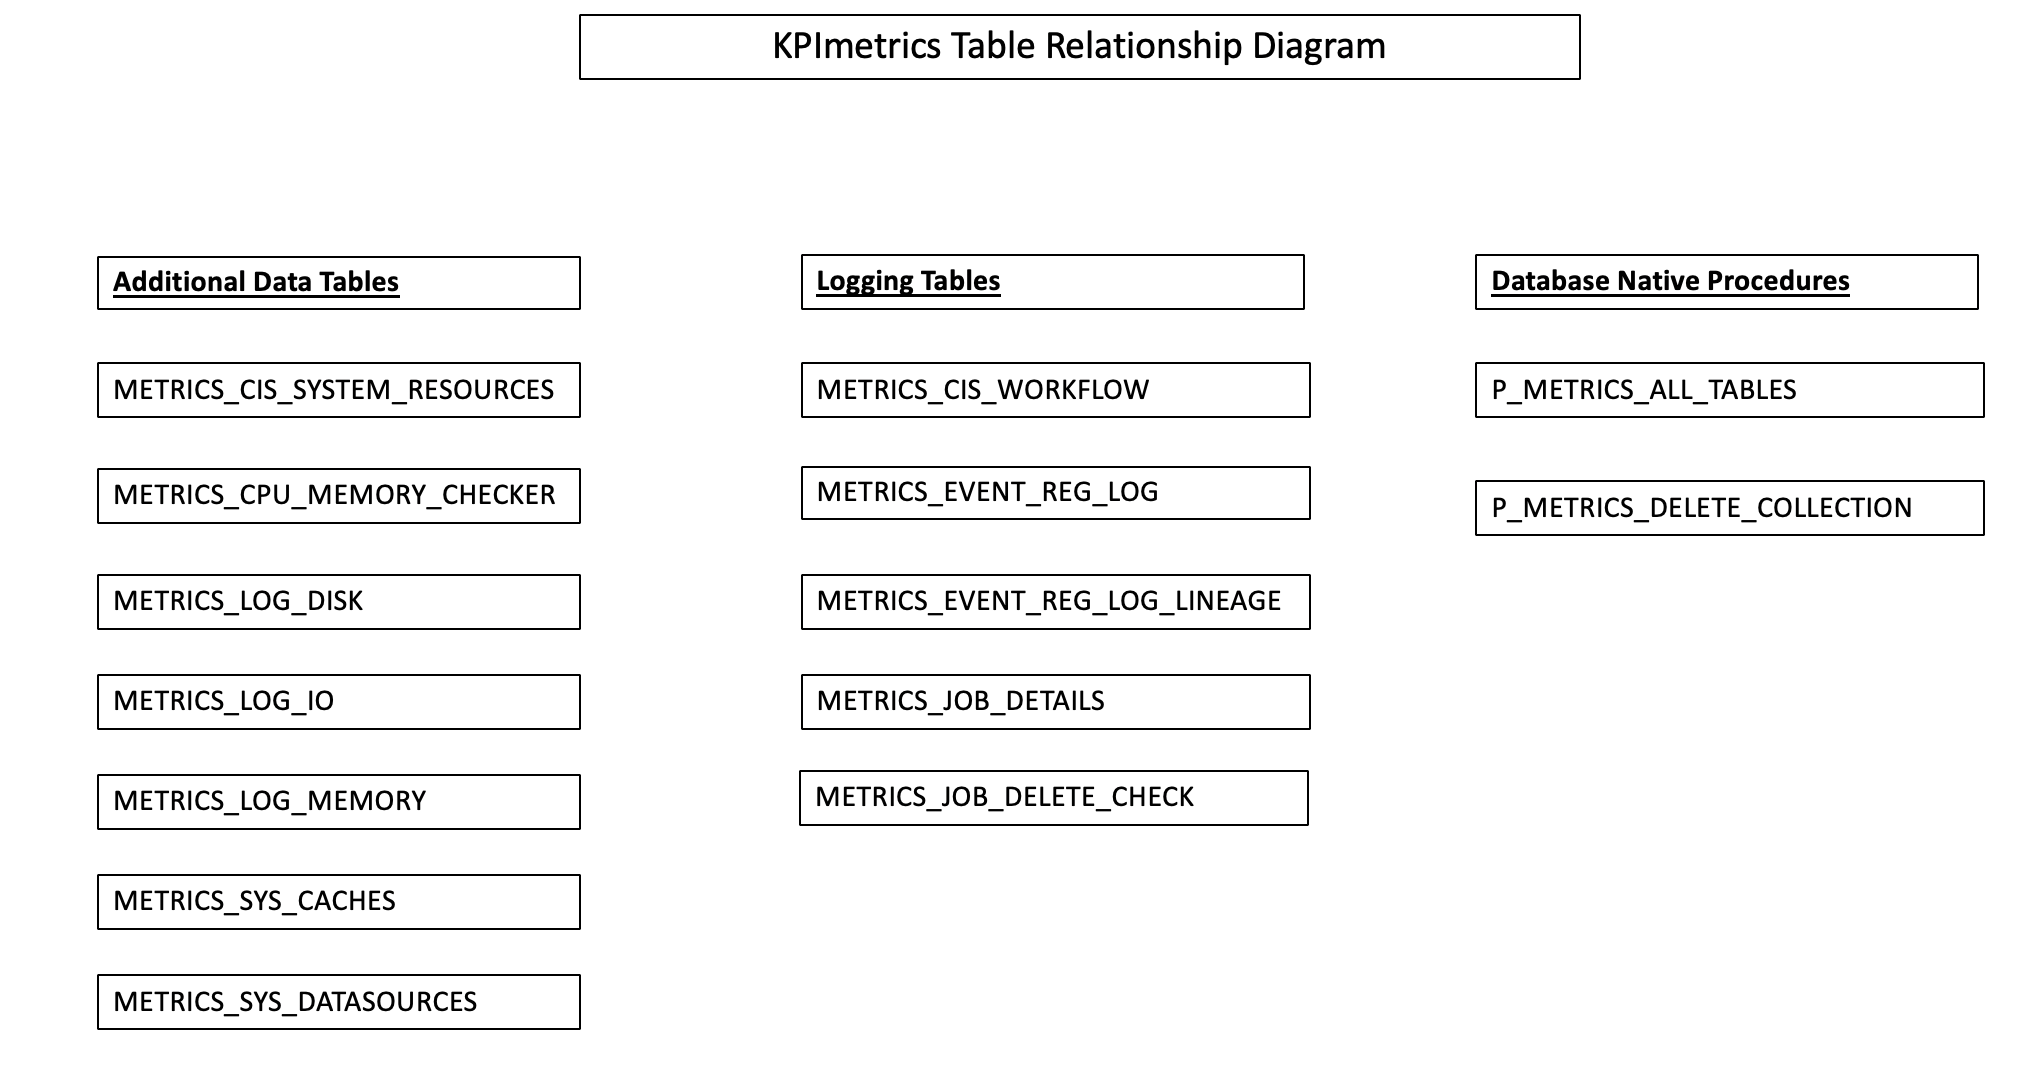 KPImetrics Table Relationship Diagram
Additional Data Tables
METRICS_CIS_SYSTEM_RESOURCES
METRICS_CPU_MEMORY_CHECKER
METRICS_LOG_DISK
METRICS_LOG_IO
METRICS_LOG_MEMORY
METRICS_SYS_CACHES
METRICS_SYS_DATASOURCES
Logging Tables
METRICS_CIS_WORKFLOW
METRICS_EVENT_REG_LOG
METRICS_EVENT_REG_LOG_LINEAGE
METRICS_JOB_DETAILS
METRICS_JOB_DELETE_CHECK
Database Native Procedures
P_METRICS_ALL_TABLES
P_METRICS_DELETE_COLLECTION